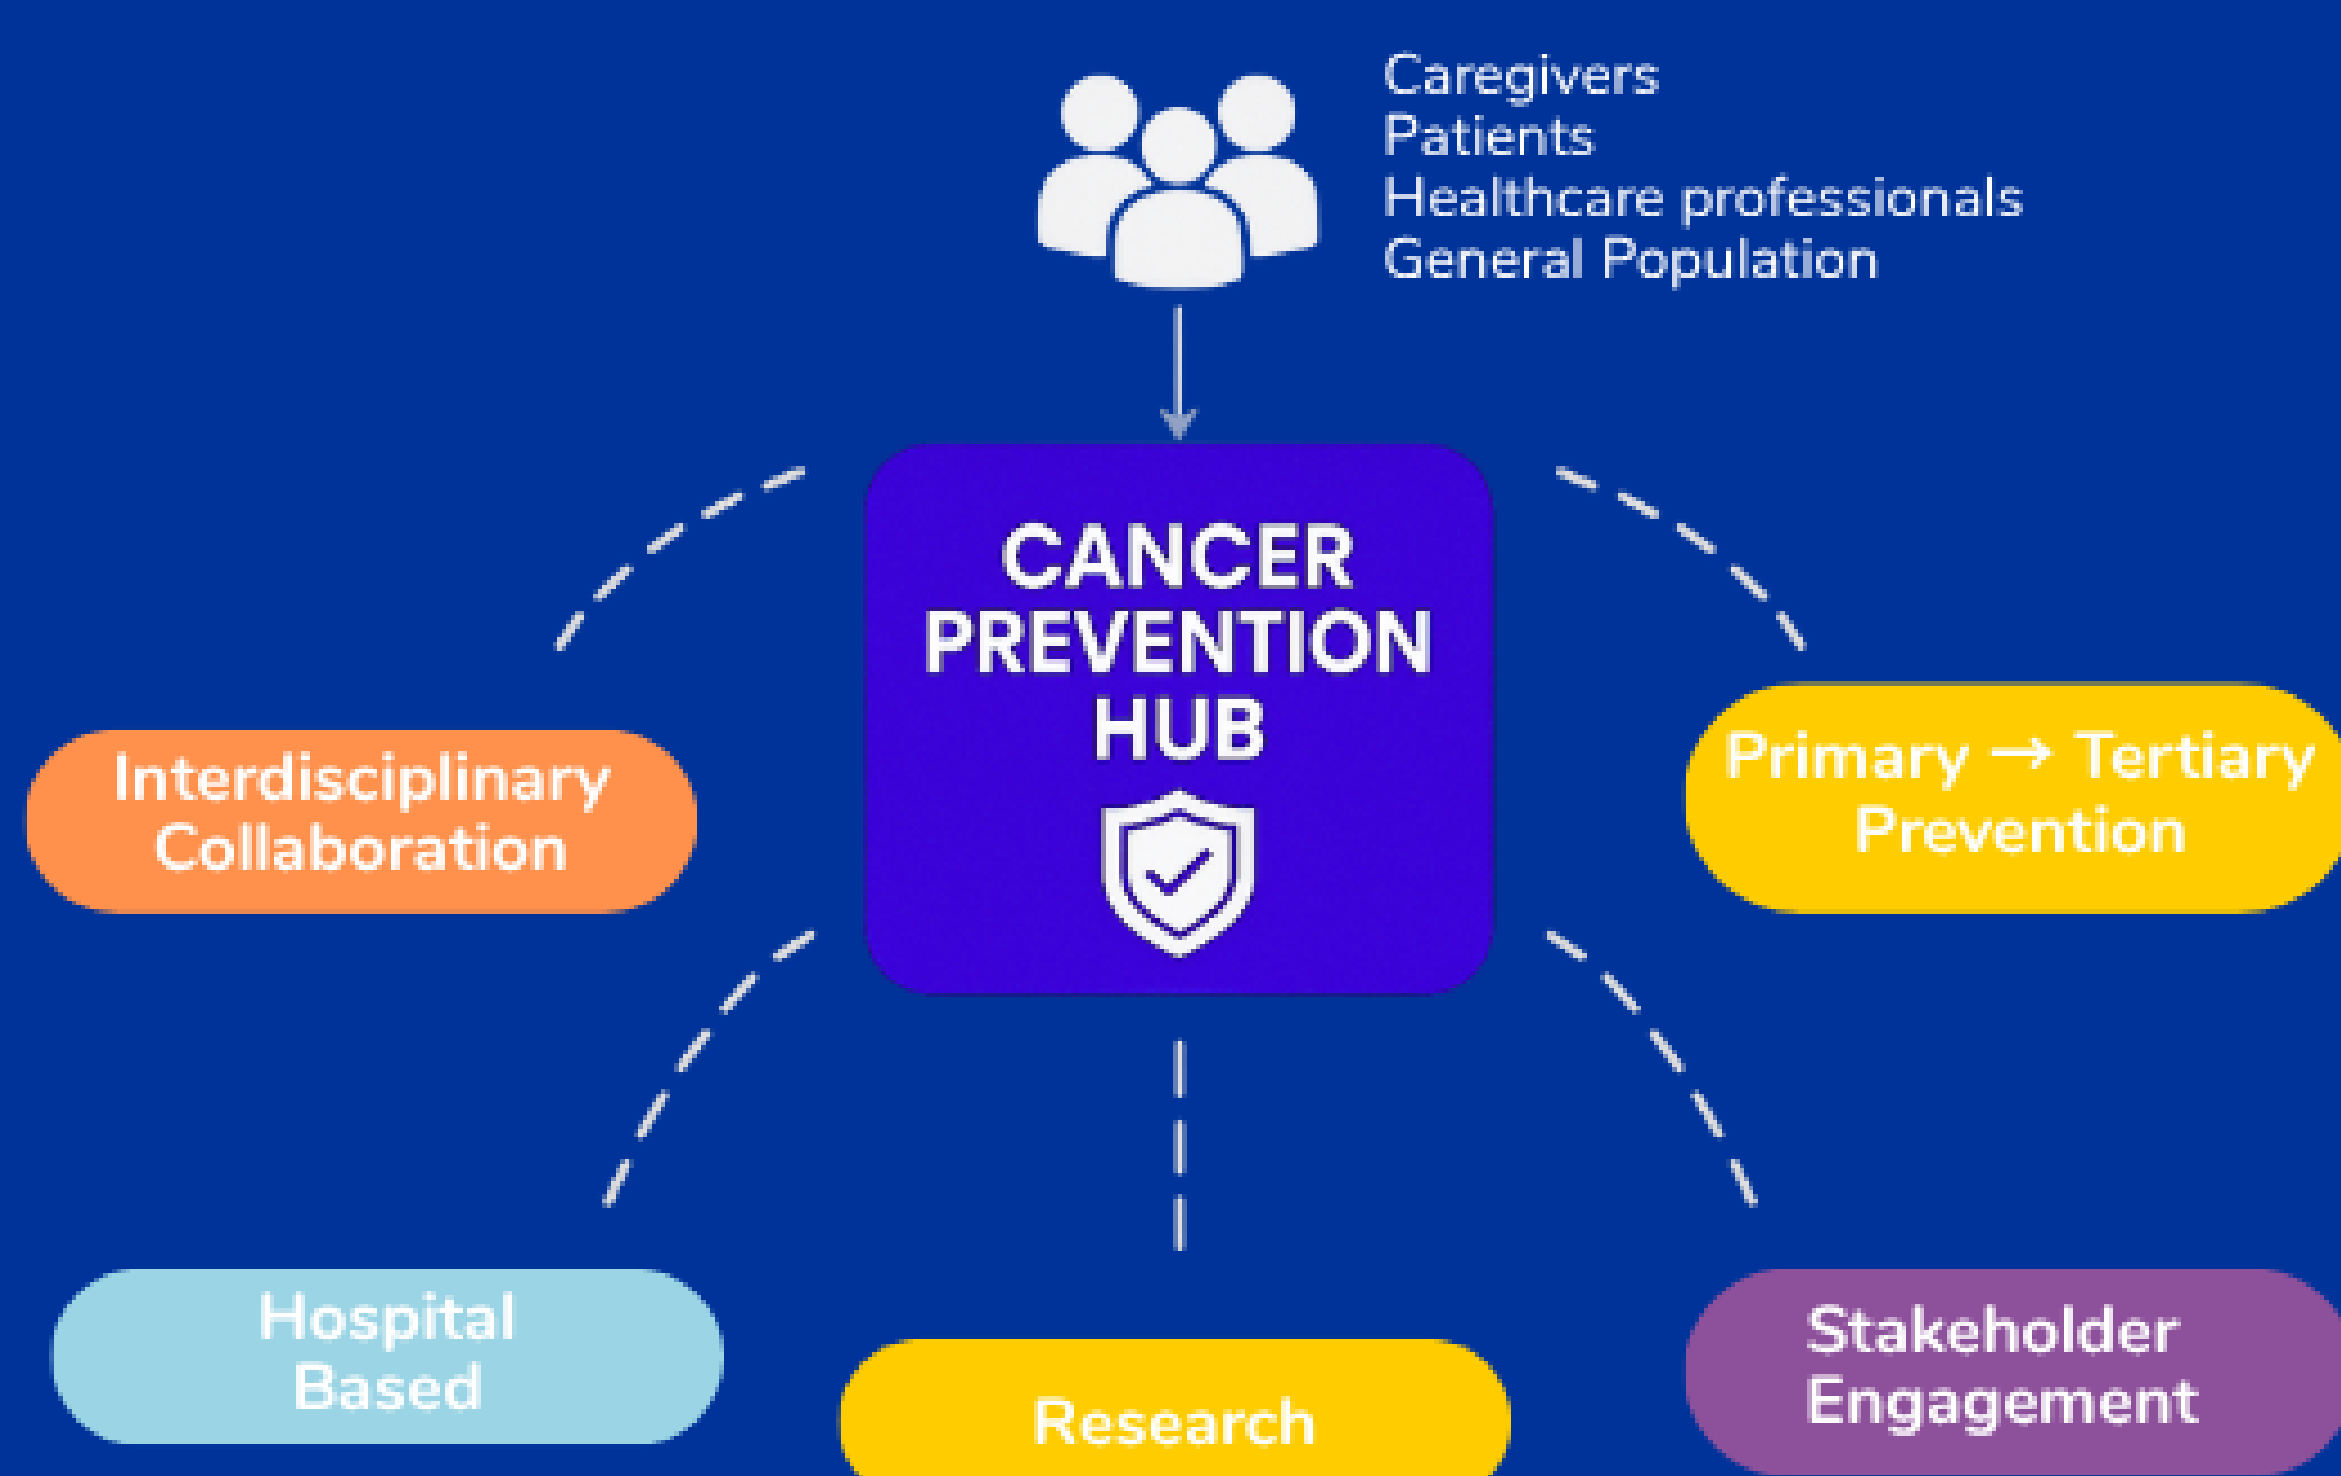 Caregivers
Patients
Healthcare professionals
General Population
CANCER
PREVENTION
HUB
Interdisciplinary
Collaboration
Primary → Tertiary
Prevention
Hospital
Based
Research
Stakeholder
Engagement